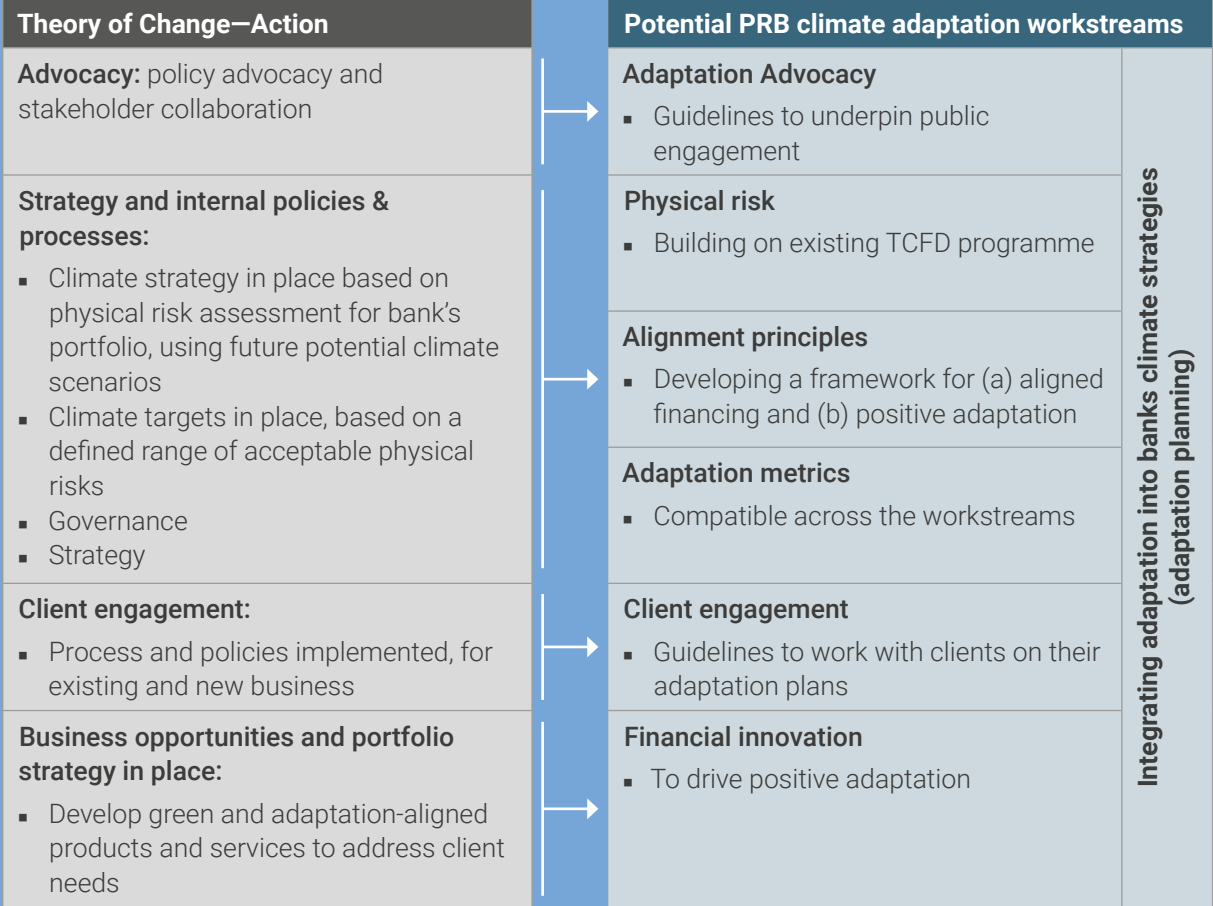 Theory of Change—Action
Advocacy: policy advocacy and
stakeholder collaboration
Strategy and internal policies &
processes:
▪ Climate strategy in place based on
physical risk assessment for bank's
portfolio, using future potential climate
scenarios
▪ Climate targets in place, based on a
defined range of acceptable physical
risks
▪ Governance
▪ Strategy
Client engagement:
▪ Process and policies implemented, for
existing and new business
Business opportunities and portfolio
strategy in place:
▪ Develop green and adaptation-aligned
products and services to address client
needs
Potential PRB climate adaptation workstreams
Adaptation Advocacy
▪ Guidelines to underpin public
engagement
Physical risk
▪ Building on existing TCFD programme
Alignment principles
▪ Developing a framework for (a) aligned
financing and (b) positive adaptation
Adaptation metrics
▪ Compatible across the workstreams
Client engagement
▪ Guidelines to work with clients on their
adaptation plans
Financial innovation
▪ To drive positive adaptation
Integrating adaptation into banks climate strategies
(adaptation planning)